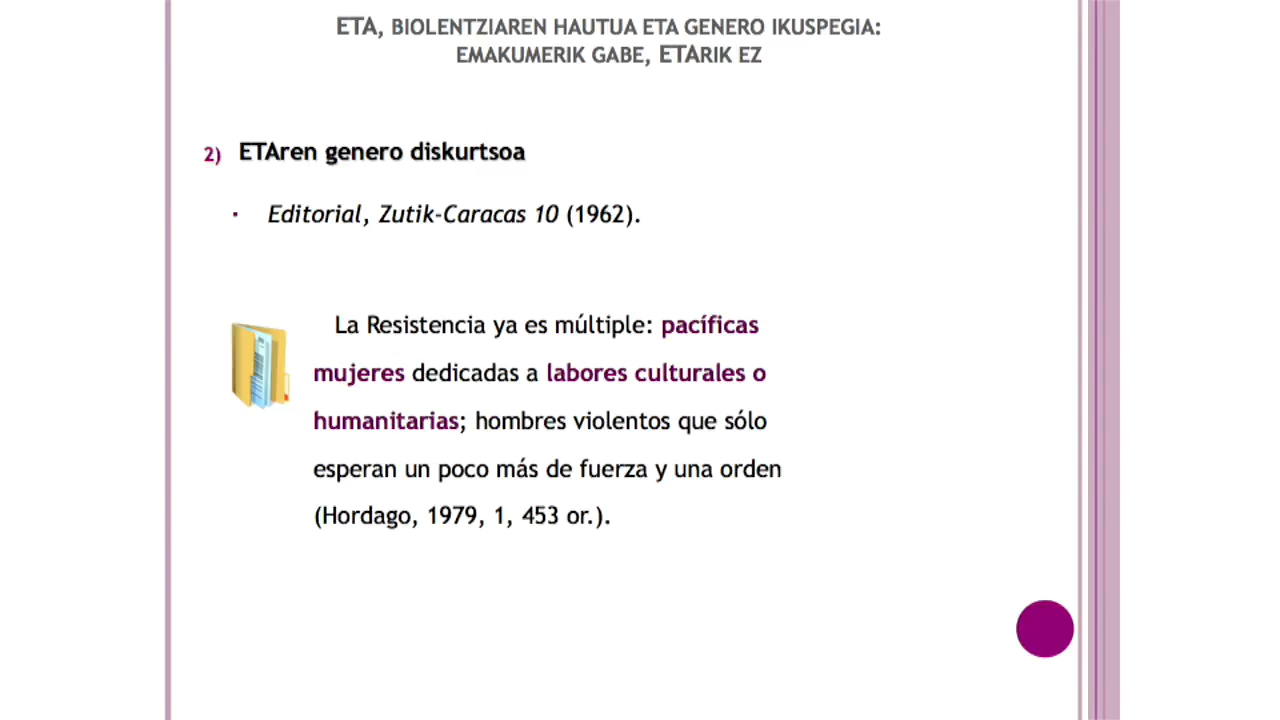 ETA, BIOLENTZIAREN HAUTUA ETA GENERO IKUSPEGIA:
EMAKUMERIK GABE, ETARIK EZ
2) ETAren genero diskurtsoa
▪ Editorial, Zutik-Caracas 10 (1962).
La Resistencia ya es múltiple: pacíficas
mujeres dedicadas a labores culturales o
humanitarias; hombres violentos que sólo
esperan un poco más de fuerza y una orden
(Hordago, 1979, 1, 453 or.).